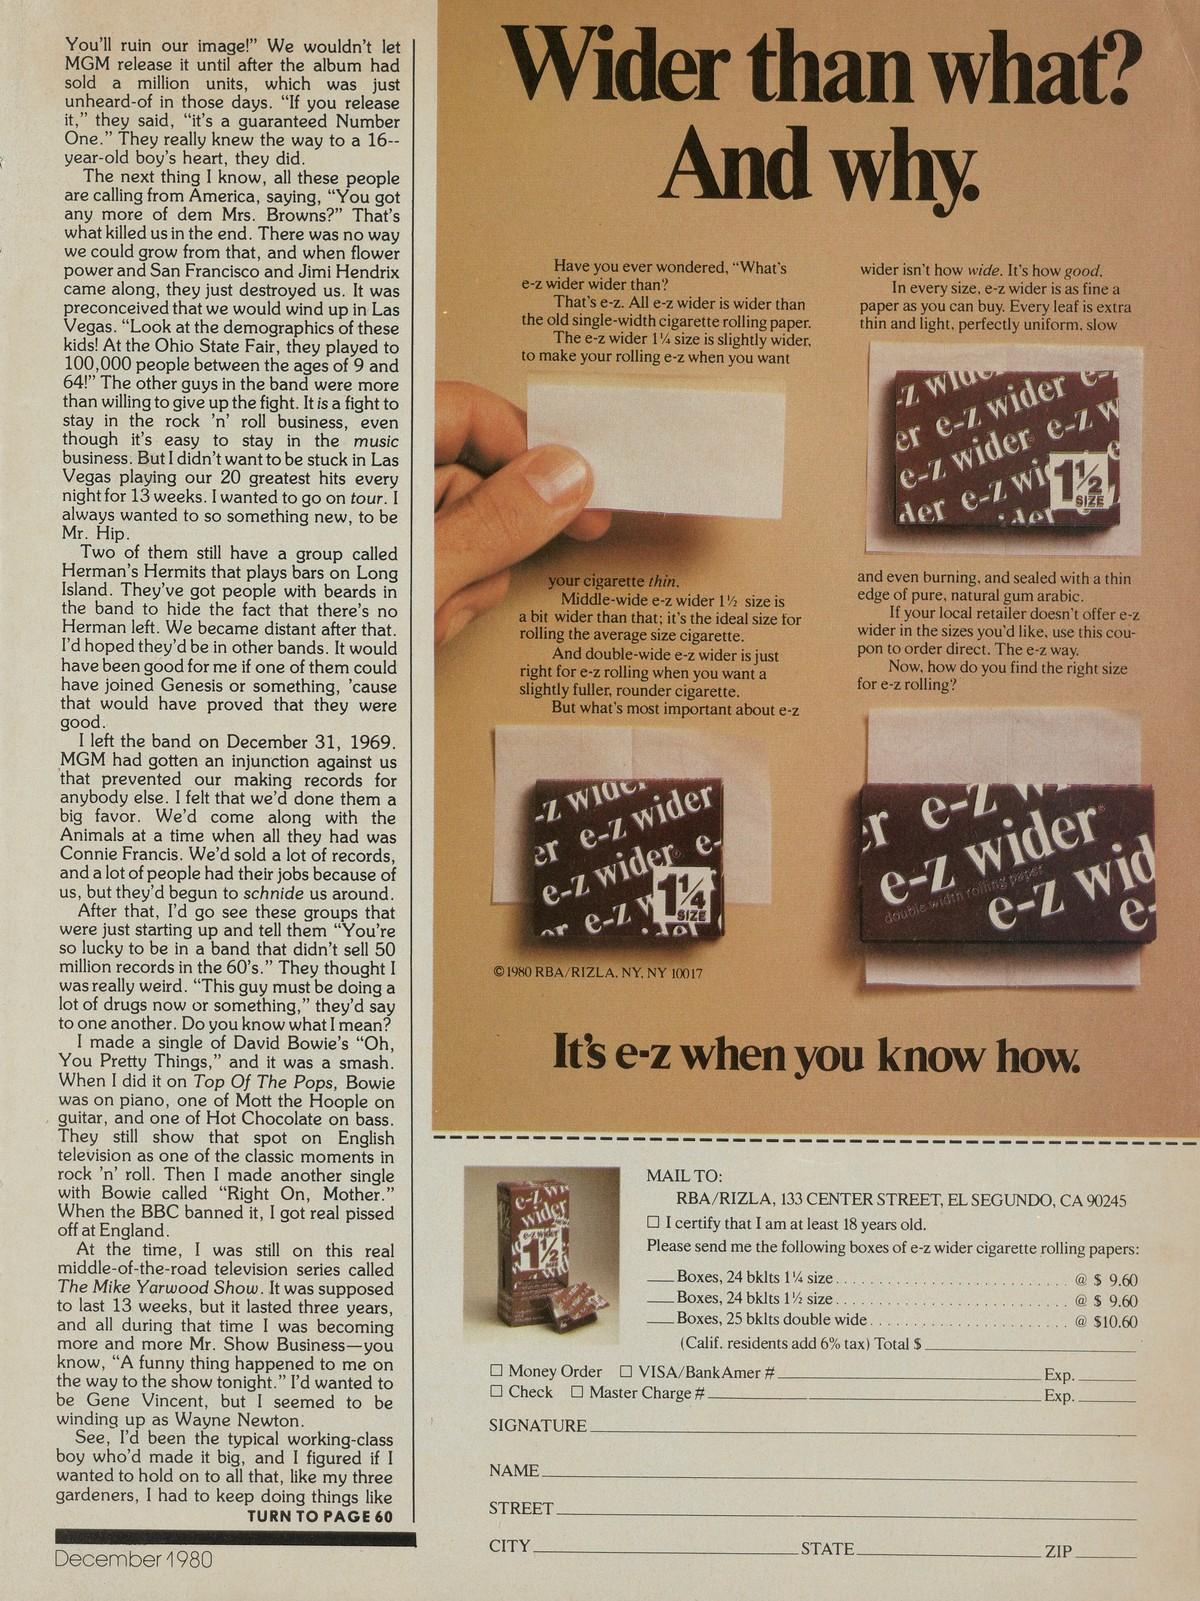 You'll ruin our image!” We wouldn't let
MGM release it until after the album had
sold a million units, which was just
unheard-of in those days. “If you release
it,” they said, “it's a guaranteed Number
One.” They really knew the way to a 16--
year-old boy's heart, they did.
The next thing I know, all these people
are calling from America, saying, “You got
any more of dem Mrs. Browns?” That's
what killed us in the end. There was no way
we could grow from that, and when flower
power and San Francisco and Jimi Hendrix
came along, they just destroyed us. It was
preconceived that we would wind up in Las
Vegas. “Look at the demographics of these
kids! At the Ohio State Fair, they played to
100,000 people between the ages of 9 and
64!” The other guys in the band were more
than willing to give up the fight. It is a fight to
stay in the rock 'n' roll business, even
though it's easy to stay in the music
business. But I didn't want to be stuck in Las
Vegas playing our 20 greatest hits every
night for 13 weeks. I wanted to go on tour. I
always wanted to so something new, to be
Mr. Hip.
Two of them still have a group called
Herman's Hermits that plays bars on Long
Island. They've got people with beards in
the band to hide the fact that there's no
Herman left. We became distant after that.
I'd hoped they'd be in other bands. It would
have been good for me if one of them could
have joined Genesis or something, 'cause
that would have proved that they were
good.
I left the band on December 31, 1969.
MGM had gotten an injunction against us
that prevented our making records for
anybody else. I felt that we'd done them a
big favor. We'd come along with the
Animals at a time when all they had was
Connie Francis. We'd sold a lot of records,
and a lot of people had their jobs because of
us, but they'd begun to schnide us around.
After that, I'd go see these groups that
were just starting up and tell them “You're
so lucky to be in a band that didn't sell 50
million records in the 60's.” They thought I
was really weird. “This guy must be doing a
lot of drugs now or something,” they'd say
to one another. Do you know what I mean?
I made a single of David Bowie's “Oh,
You Pretty Things,” and it was a smash.
When I did it on Top Of The Pops, Bowie
was on piano, one of Mott the Hoople on
guitar, and one of Hot Chocolate on bass.
They still show that spot on English
television as one of the classic moments in
rock 'n' roll. Then I made another single
with Bowie called “Right On, Mother.”
When the BBC banned it, I got real pissed
off at England.
At the time, I was still on this real
middle-of-the-road television series called
The Mike Yarwood Show. It was supposed
to last 13 weeks, but it lasted three years,
and all during that time I was becoming
more and more Mr. Show Business—you
know, “A funny thing happened to me on
the way to the show tonight.” I'd wanted to
be Gene Vincent, but I seemed to be
winding up as Wayne Newton.
See, I'd been the typical working-class
boy who'd made it big, and I figured if I
wanted to hold on to all that, like my three
gardeners, I had to keep doing things like
TURN TO PAGE 60
December 1980
Wider than what?
And why.
Have you ever wondered, “What's
e-z wider wider than?
That's e-z. All e-z wider is wider than
the old single-width cigarette rolling paper.
The e-z wider 1¼ size is slightly wider,
to make your rolling e-z when you want
your cigarette thin.
Middle-wide e-z wider 1½ size is
a bit wider than that; it's the ideal size for
rolling the average size cigarette.
And double-wide e-z wider is just
right for e-z rolling when you want a
slightly fuller, rounder cigarette.
But what's most important about e-z
-z wider
er e-z wider
e-z wider® e-
er e-z w
1¼
SIZE
©1980 RBA/RIZLA, NY, NY 10017
wider isn't how wide. It's how good.
In every size, e-z wider is as fine a
paper as you can buy. Every leaf is extra
thin and light, perfectly uniform, slow
-z wider e-z
er e-z wider
e-z wider® e-z w
der e-z wid
1½
SIZE
der
and even burning, and sealed with a thin
edge of pure, natural gum arabic.
If your local retailer doesn't offer e-z
wider in the sizes you'd like, use this cou-
pon to order direct. The e-z way.
Now, how do you find the right size
for e-z rolling?
er e-z w
e-z wider®
double width rolling paper
e-z wid
e-
It's e-z when you know how.
e-z wi
wider
e-z wider
1½
MAIL TO:
RBA/RIZLA, 133 CENTER STREET, EL SEGUNDO, CA 90245
☐ I certify that I am at least 18 years old.
Please send me the following boxes of e-z wider cigarette rolling papers:
___ Boxes, 24 bklts 1¼ size . . . . . . . . . . @ $ 9.60
___ Boxes, 24 bklts 1½ size . . . . . . . . . . @ $ 9.60
___ Boxes, 25 bklts double wide . . . . . . . . . . @ $10.60
(Calif. residents add 6% tax) Total $ ___
☐ Money Order ☐ VISA/BankAmer # ___ Exp. ___
☐ Check ☐ Master Charge # ___ Exp. ___
SIGNATURE ___
NAME ___
STREET ___
CITY ___ STATE ___ ZIP ___